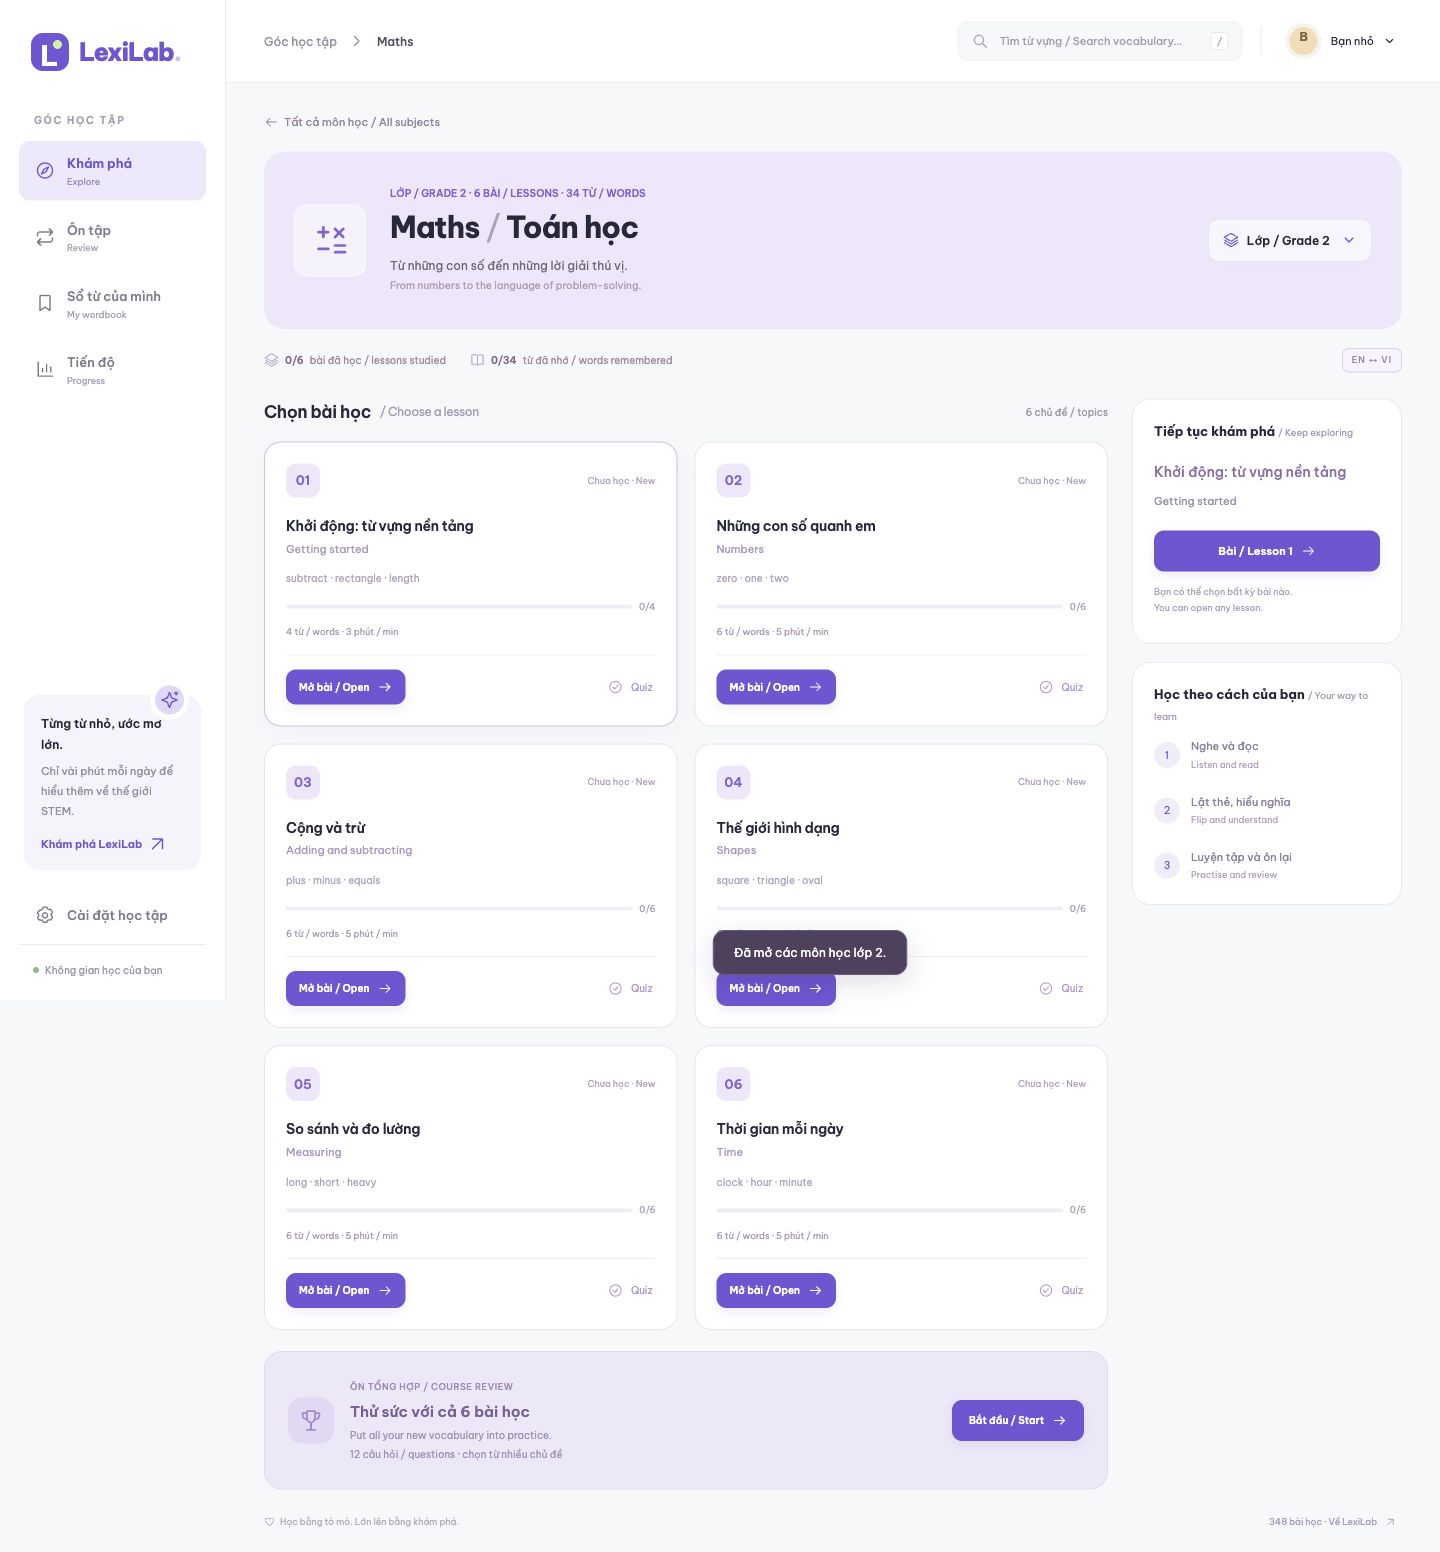 LexiLab.
GÓC HỌC TẬP
Khám phá
Explore
Ôn tập
Review
Sổ từ của mình
My wordbook
Tiến độ
Progress
Từng từ nhỏ, ước mơ
lớn.
Chỉ vài phút mỗi ngày để
hiểu thêm về thế giới
STEM.
Khám phá LexiLab
Cài đặt học tập
Không gian học của bạn
Góc học tập > Maths
Tìm từ vựng / Search vocabulary... /
B Bạn nhỏ
Tất cả môn học / All subjects
LỚP / GRADE 2 · 6 BÀI / LESSONS · 34 TỪ / WORDS
Maths / Toán học
Từ những con số đến những lời giải thú vị.
From numbers to the language of problem-solving.
Lớp / Grade 2
0/6 bài đã học / lessons studied
0/34 từ đã nhớ / words remembered
EN ↔ VI
Chọn bài học / Choose a lesson
6 chủ đề / topics
01
Chưa học · New
Khởi động: từ vựng nền tảng
Getting started
subtract · rectangle · length
0/4
4 từ / words · 3 phút / min
Mở bài / Open
Quiz
02
Chưa học · New
Những con số quanh em
Numbers
zero · one · two
0/6
6 từ / words · 5 phút / min
Mở bài / Open
Quiz
03
Chưa học · New
Cộng và trừ
Adding and subtracting
plus · minus · equals
0/6
6 từ / words · 5 phút / min
Mở bài / Open
Quiz
04
Chưa học · New
Thế giới hình dạng
Shapes
square · triangle · oval
0/6
Đã mở các môn học lớp 2.
Mở bài / Open
Quiz
05
Chưa học · New
So sánh và đo lường
Measuring
long · short · heavy
0/6
6 từ / words · 5 phút / min
Mở bài / Open
Quiz
06
Chưa học · New
Thời gian mỗi ngày
Time
clock · hour · minute
0/6
6 từ / words · 5 phút / min
Mở bài / Open
Quiz
ÔN TỔNG HỢP / COURSE REVIEW
Thử sức với cả 6 bài học
Put all your new vocabulary into practice.
12 câu hỏi / questions · chọn từ nhiều chủ đề
Bắt đầu / Start
Tiếp tục khám phá / Keep exploring
Khởi động: từ vựng nền tảng
Getting started
Bài / Lesson 1
Bạn có thể chọn bất kỳ bài nào.
You can open any lesson.
Học theo cách của bạn / Your way to
learn
1
Nghe và đọc
Listen and read
2
Lật thẻ, hiểu nghĩa
Flip and understand
3
Luyện tập và ôn lại
Practise and review
Học bằng tò mò. Lớn lên bằng khám phá.
348 bài học · Về LexiLab